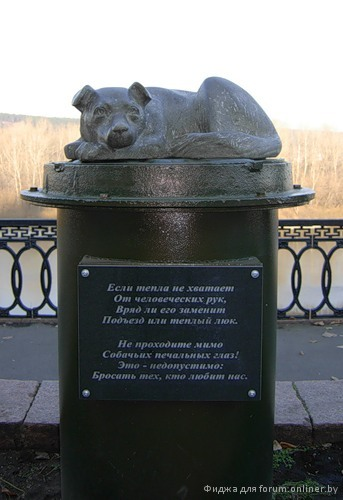 Если тепла не хватает
От человеческих рук,
Вряд ли его заменит
Подъезд или теплый люк.
Не проходите мимо
Собачьих печальных глаз!
Это - недопустимо:
Бросать тех, кто любит нас.
Фиджа для forum.onliner.by